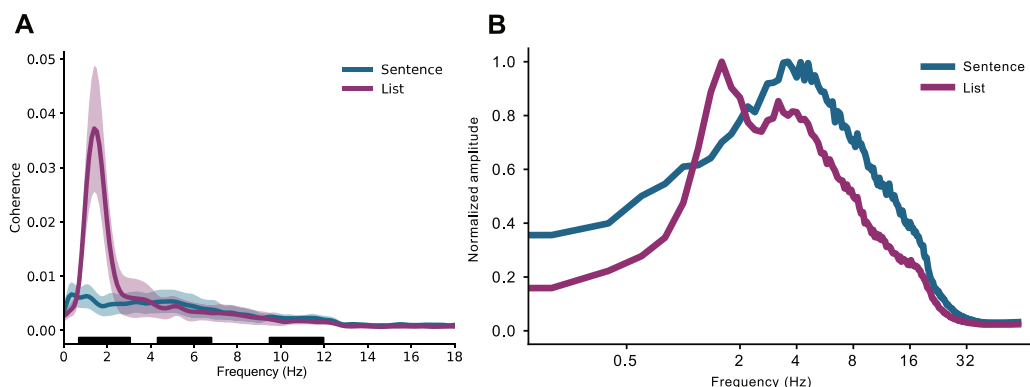 A
Coherence
0.05
0.04
0.03
0.02
0.01
0.00
Sentence
List
0 2 4 6 8 10 12 14 16 18
Frequency (Hz)
B
Normalized amplitude
1.0
0.8
0.6
0.4
0.2
0.0
Sentence
List
0.5 2 4 8 16 32
Frequency (Hz)